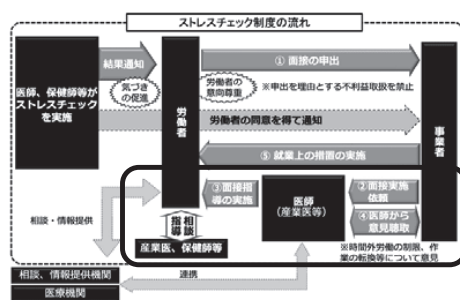 ストレスチェック制度の流れ
医師、保健師等が
ストレスチェック
を実施
結果通知
気づき
の促進
労働者
① 面接の申出
労働者の
意向尊重
※申出を理由とする不利益取扱を禁止
労働者の同意を得て通知
⑤ 就業上の措置の実施
事業者
③面接指
導の実施
医師
(産業医等)
②面接実施
依頼
④医師から
意見聴取
相談・情報提供
相談
指導
産業医、保健師等
※時間外労働の制限、作
業の転換等について意見
相談、情報提供機関
医療機関
連携